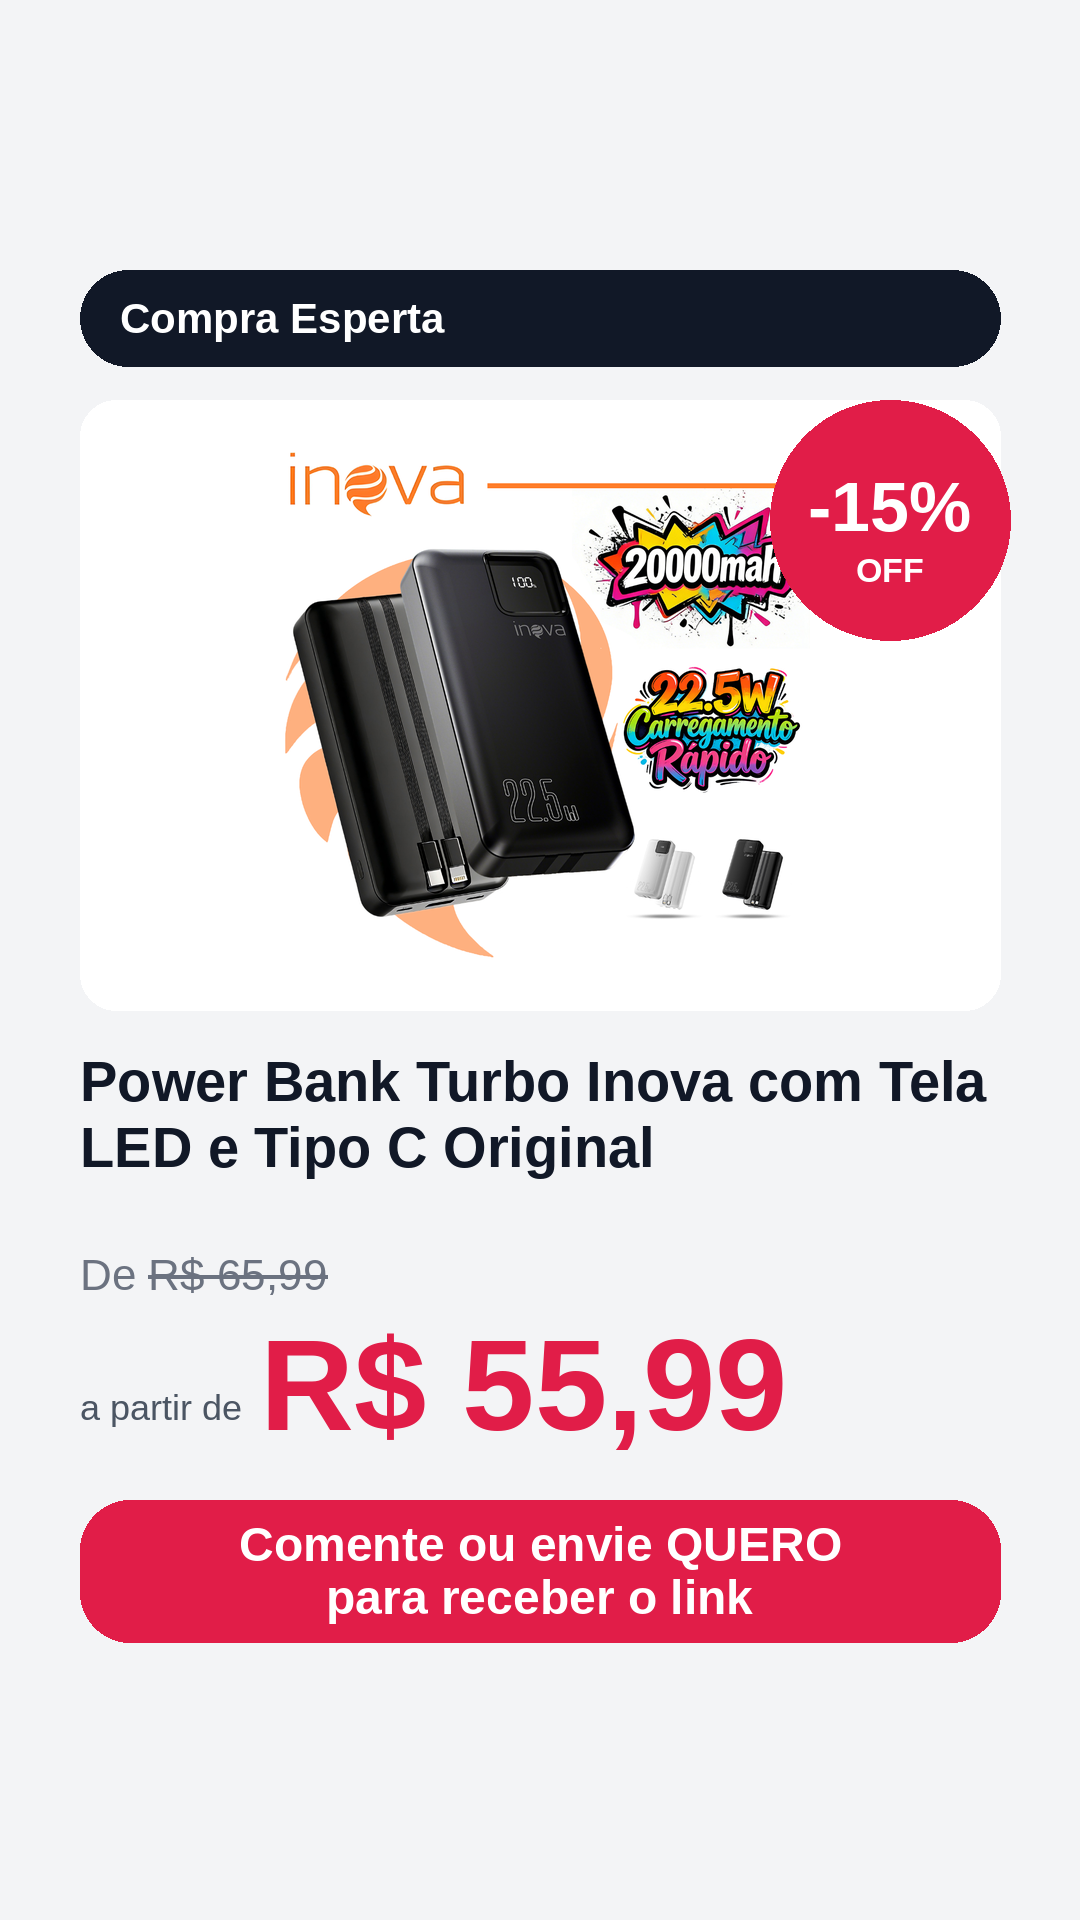 Compra Esperta
inova
-15%
OFF
20000mah
100%
inova
22.5W
Carregamento
Rápido
22.5W
Power Bank Turbo Inova com Tela
LED e Tipo C Original
De R$ 65,99
a partir de R$ 55,99
Comente ou envie QUERO
para receber o link